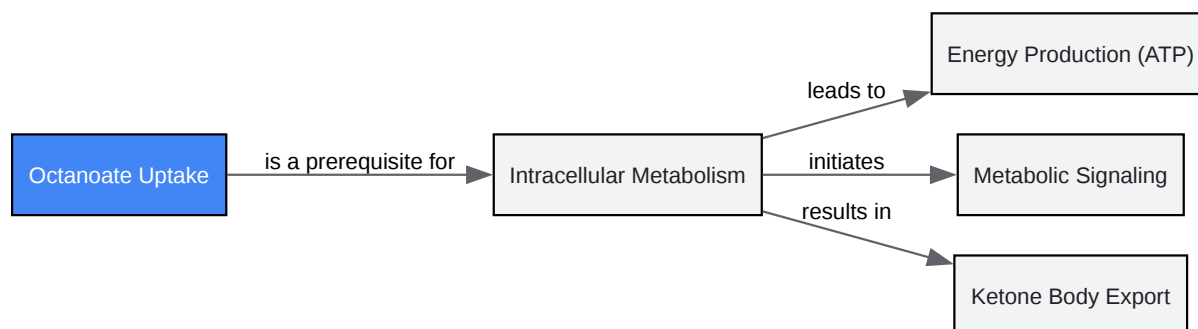 Octanoate Uptake
is a prerequisite for
Intracellular Metabolism
leads to
Energy Production (ATP)
initiates
Metabolic Signaling
results in
Ketone Body Export